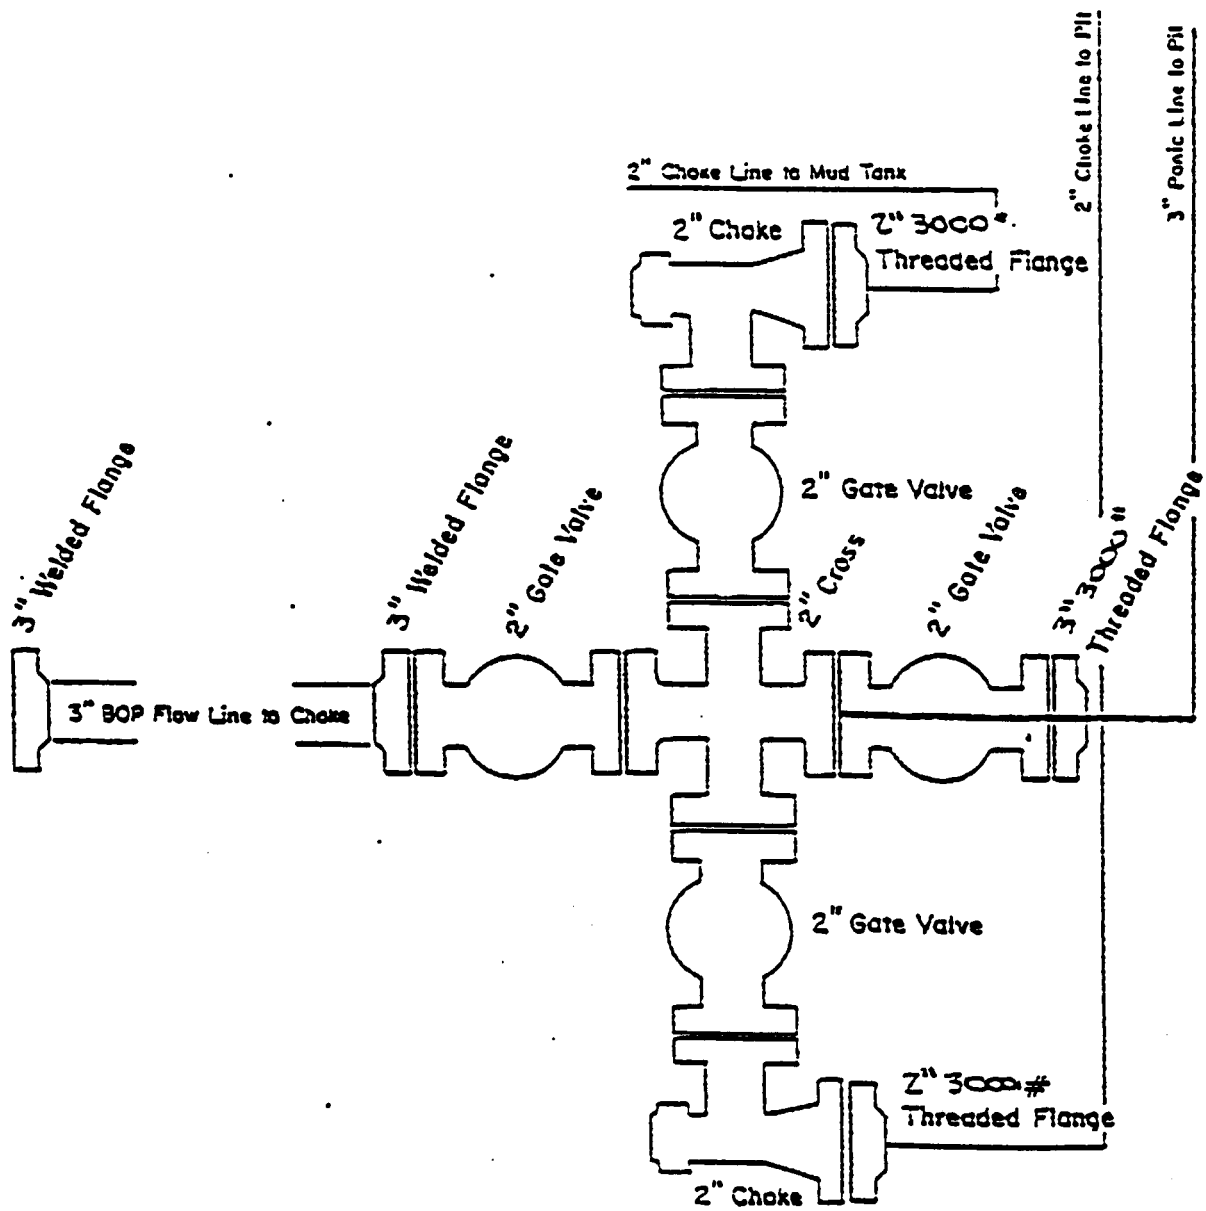 2" Choke Line to Pit
3" Panic Line to Pit
2" Choke Line to Mud Tank
2" Choke
2" 3000#
Threaded Flange
3" Welded Flange
3" Welded Flange
2" Gate Valve
2" Gate Valve
2" Cross
2" Gate Valve
3" 3000#
Threaded Flange
3" BOP Flow Line to Choke
2" Gate Valve
2" 3000#
Threaded Flange
2" Choke